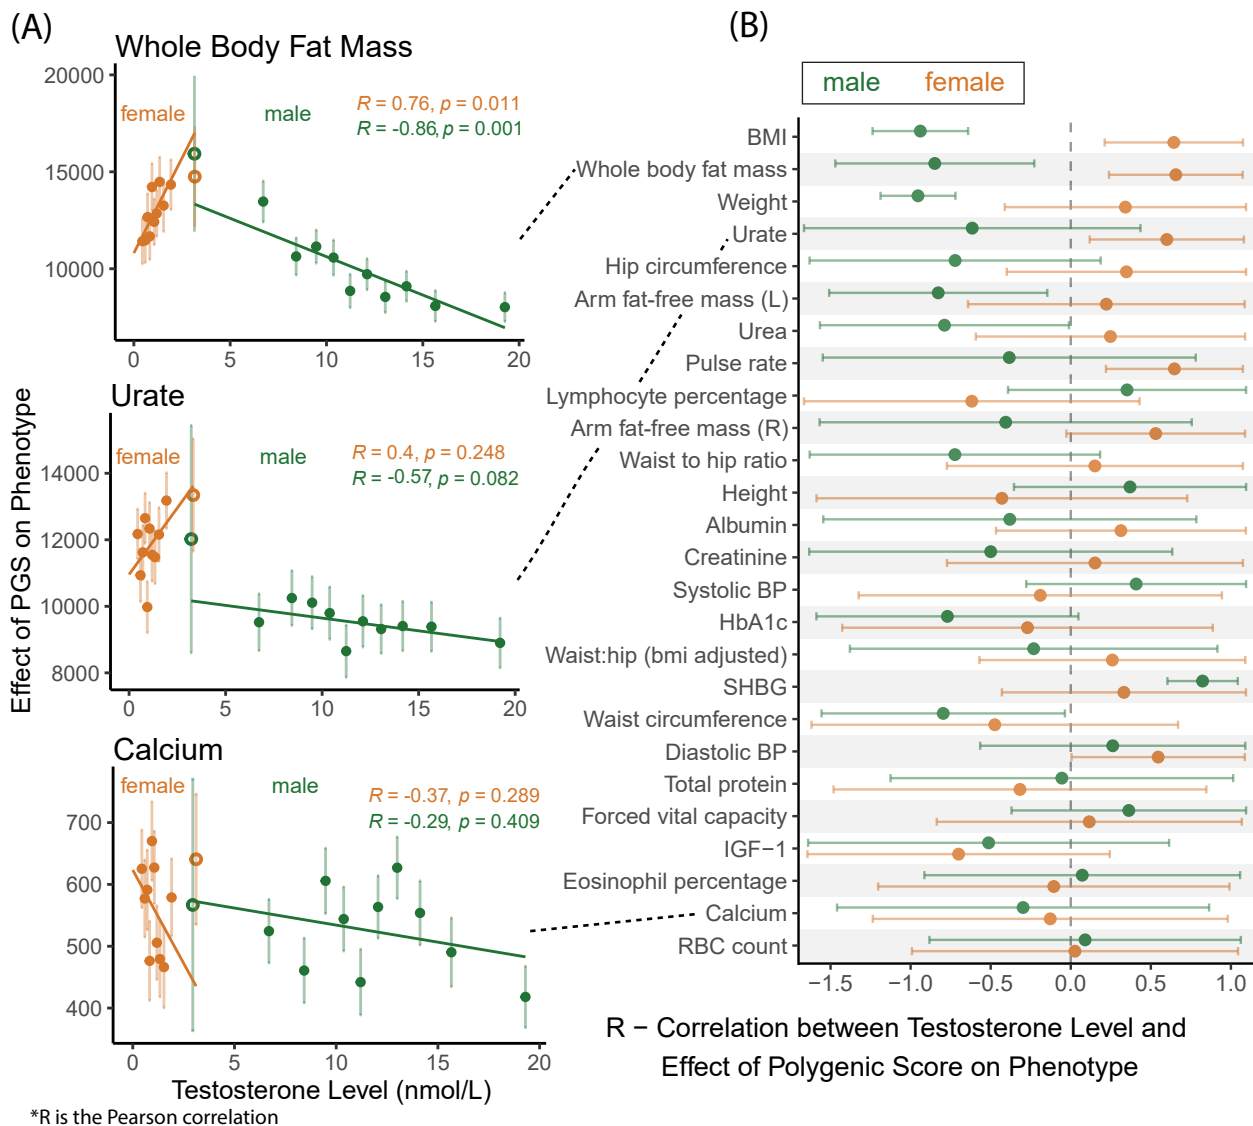 (A)
Whole Body Fat Mass
20000
15000
10000
female
male
R = 0.76, p = 0.011
R = -0.86, p = 0.001
0
5
10
15
20
Urate
14000
12000
10000
8000
female
male
R = 0.4, p = 0.248
R = -0.57, p = 0.082
0
5
10
15
20
Effect of PGS on Phenotype
Calcium
700
600
500
400
female
male
R = -0.37, p = 0.289
R = -0.29, p = 0.409
0
5
10
15
20
Testosterone Level (nmol/L)
*R is the Pearson correlation
(B)
male female
BMI
Whole body fat mass
Weight
Urate
Hip circumference
Arm fat-free mass (L)
Urea
Pulse rate
Lymphocyte percentage
Arm fat-free mass (R)
Waist to hip ratio
Height
Albumin
Creatinine
Systolic BP
HbA1c
Waist:hip (bmi adjusted)
SHBG
Waist circumference
Diastolic BP
Total protein
Forced vital capacity
IGF−1
Eosinophil percentage
Calcium
RBC count
−1.5
−1.0
−0.5
0.0
0.5
1.0
R − Correlation between Testosterone Level and
Effect of Polygenic Score on Phenotype